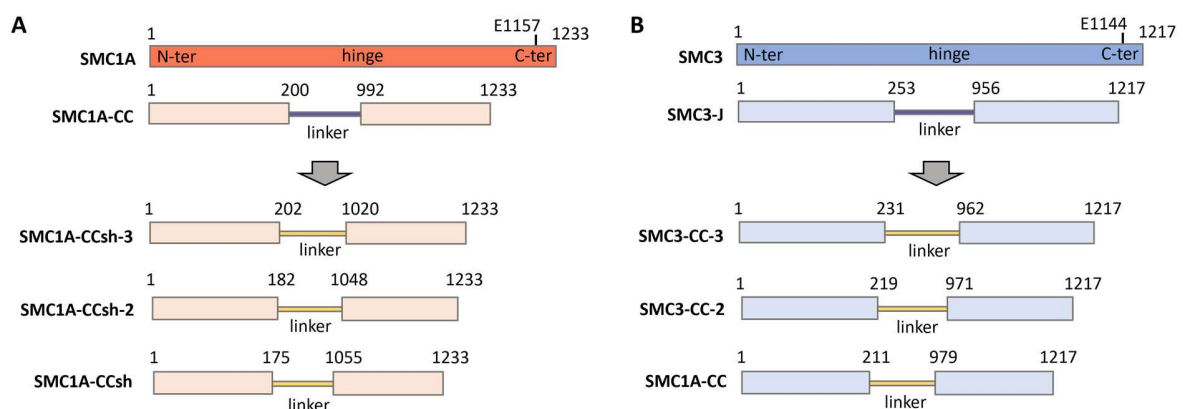 A
E1157
1 1233
SMC1A N-ter hinge C-ter
1 200 992 1233
SMC1A-CC
linker
1 202 1020 1233
SMC1A-CCsh-3
linker
1 182 1048 1233
SMC1A-CCsh-2
linker
1 175 1055 1233
SMC1A-CCsh
linker
B
E1144
1 1217
SMC3 N-ter hinge C-ter
1 253 956 1217
SMC3-J
linker
1 231 962 1217
SMC3-CC-3
linker
1 219 971 1217
SMC3-CC-2
linker
1 211 979 1217
SMC1A-CC
linker